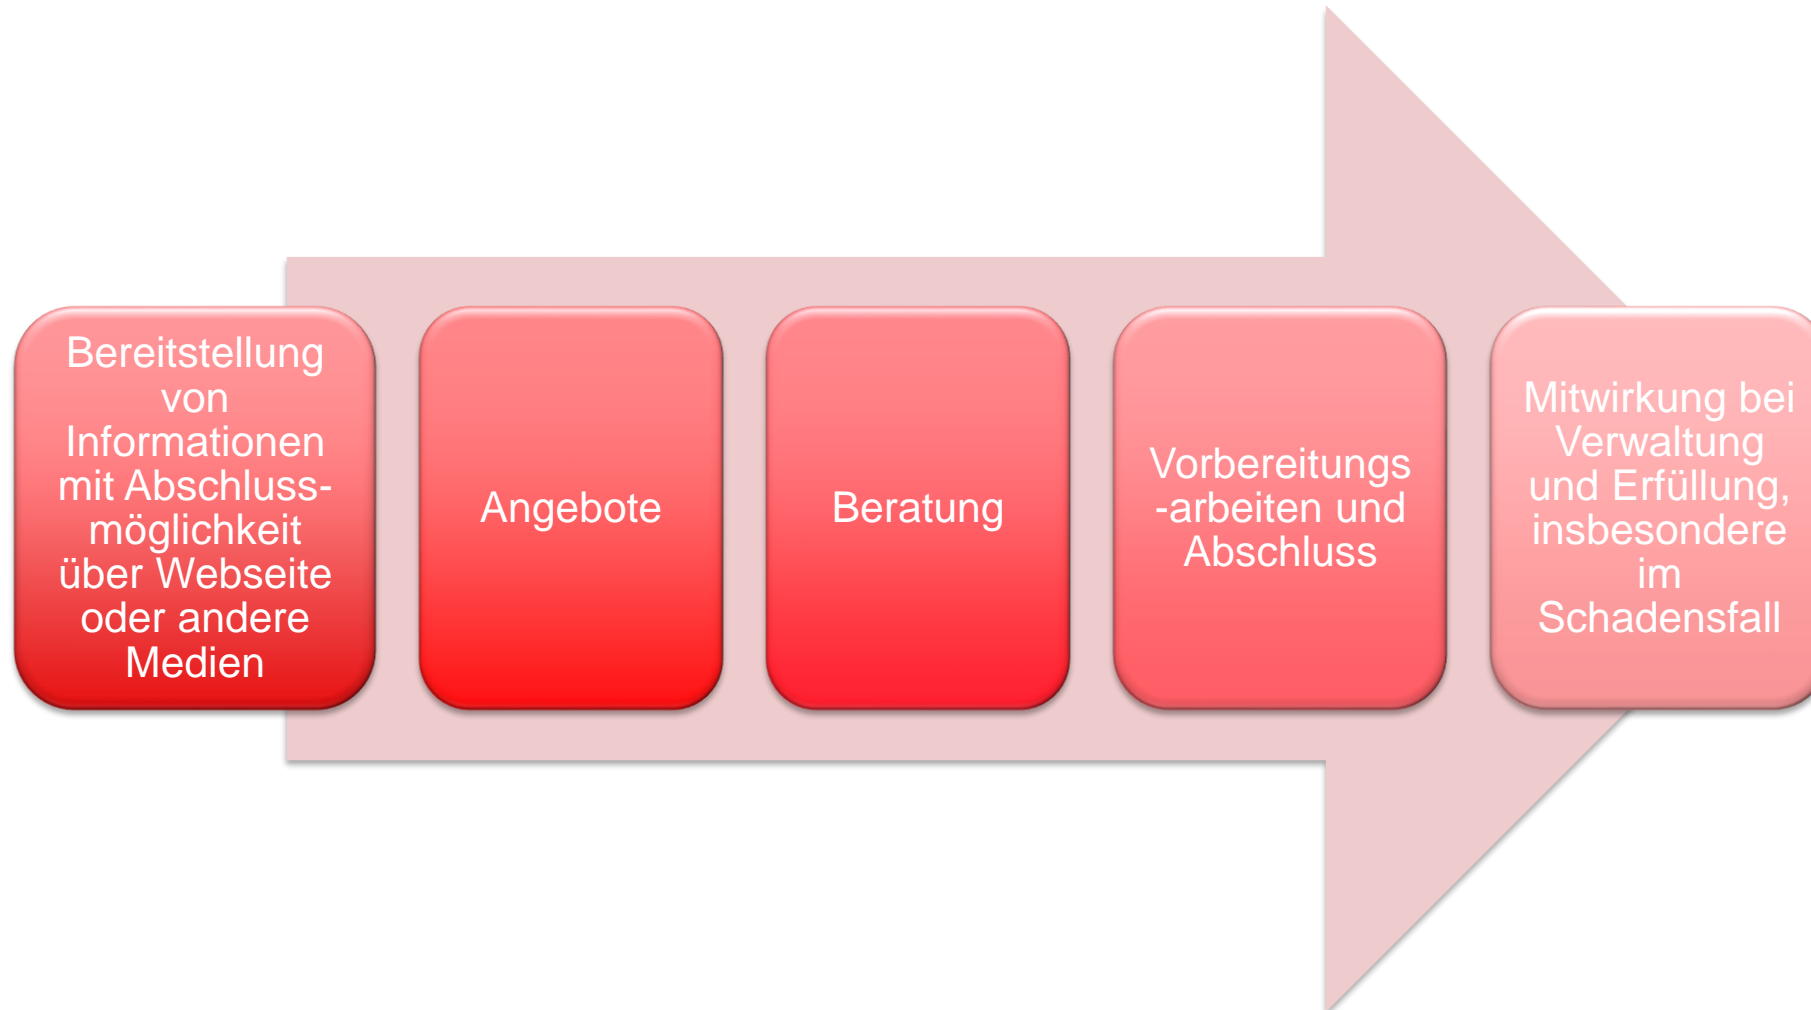 Bereitstellung
von
Informationen
mit Abschluss-
möglichkeit
über Webseite
oder andere
Medien
Angebote
Beratung
Vorbereitungs
-arbeiten und
Abschluss
Mitwirkung bei
Verwaltung
und Erfüllung,
insbesondere
im
Schadensfall